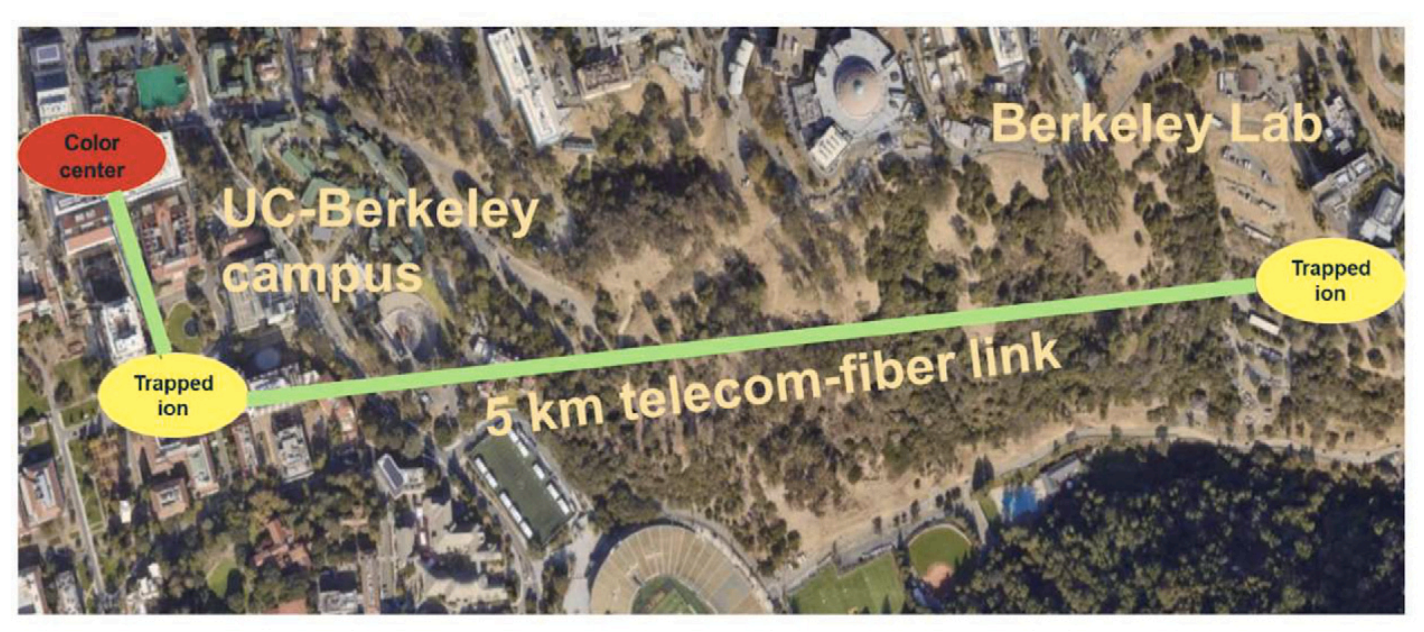 Color
center
UC-Berkeley
campus
Berkeley Lab
Trapped
ion
5 km telecom-fiber link
Trapped
ion